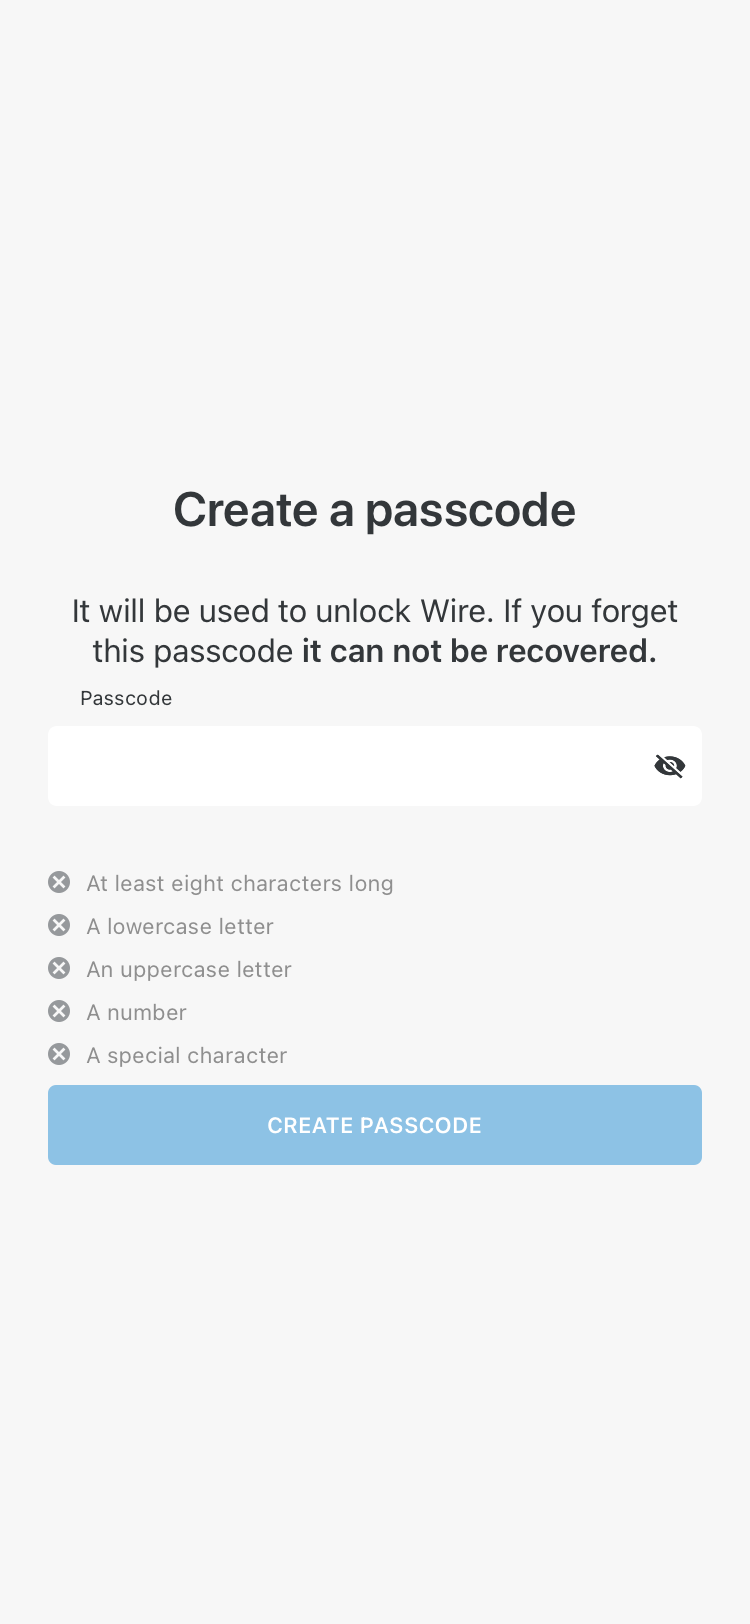 Create a passcode
It will be used to unlock Wire. If you forget
this passcode it can not be recovered.
Passcode
At least eight characters long
A lowercase letter
An uppercase letter
A number
A special character
CREATE PASSCODE